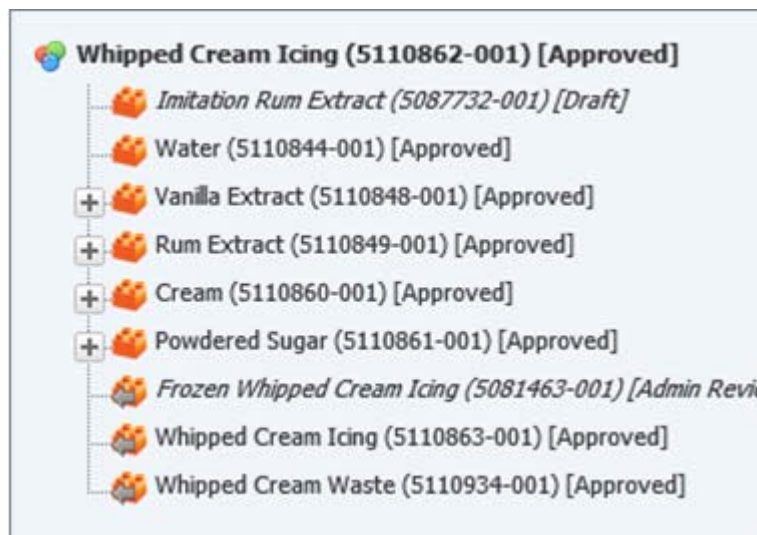 Whipped Cream Icing (5110862-001) [Approved]
Imitation Rum Extract (5087732-001) [Draft]
Water (5110844-001) [Approved]
Vanilla Extract (5110848-001) [Approved]
Rum Extract (5110849-001) [Approved]
Cream (5110860-001) [Approved]
Powdered Sugar (5110861-001) [Approved]
Frozen Whipped Cream Icing (5081463-001) [Admin
Whipped Cream Icing (5110863-001) [Approved]
Whipped Cream Waste (5110934-001) [Approved]